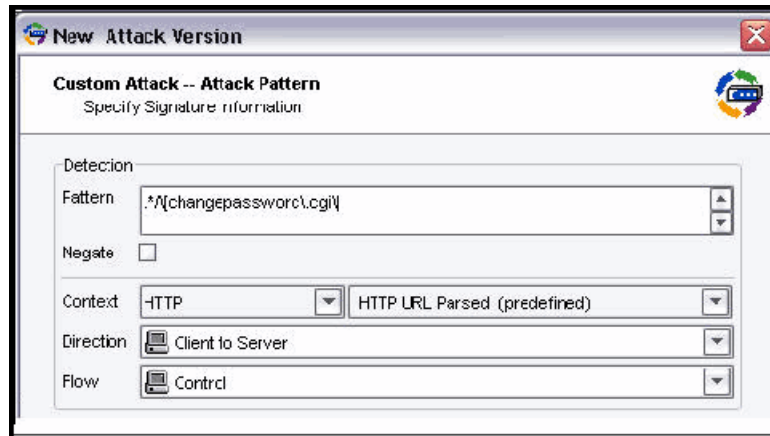 New Attack Version
Custom Attack -- Attack Pattern
Specify Signature Information
Detection
Pattern
.*/\[changepassword\.cgi\]
Negate
Context HTTP HTTP URL Parsed (predefined)
Direction Client to Server
Flow Control